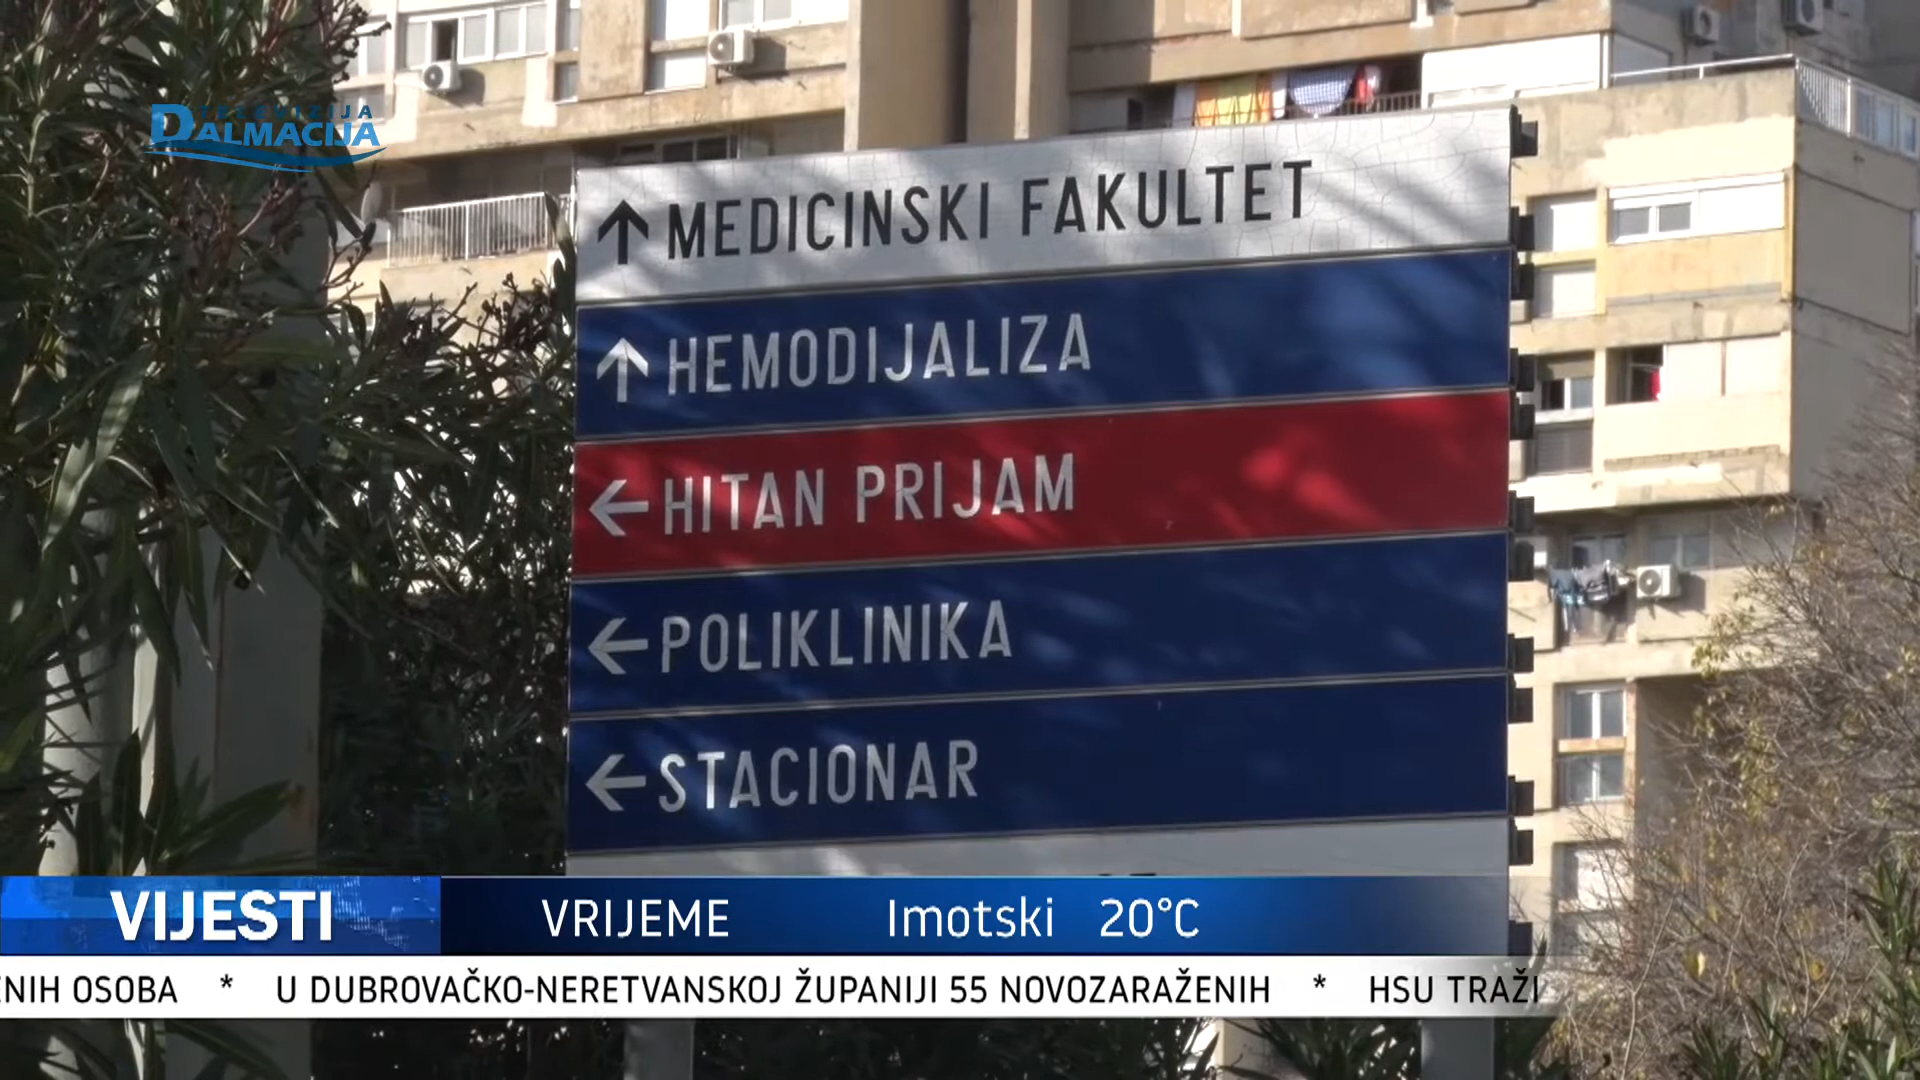 TELEVIZIJA
DALMACIJA
↑ MEDICINSKI FAKULTET
↑ HEMODIJALIZA
← HITAN PRIJAM
← POLIKLINIKA
← STACIONAR
VIJESTI VRIJEME Imotski 20°C
ENIH OSOBA * U DUBROVAČKO-NERETVANSKOJ ŽUPANIJI 55 NOVOZARAŽENIH * HSU TRAŽI